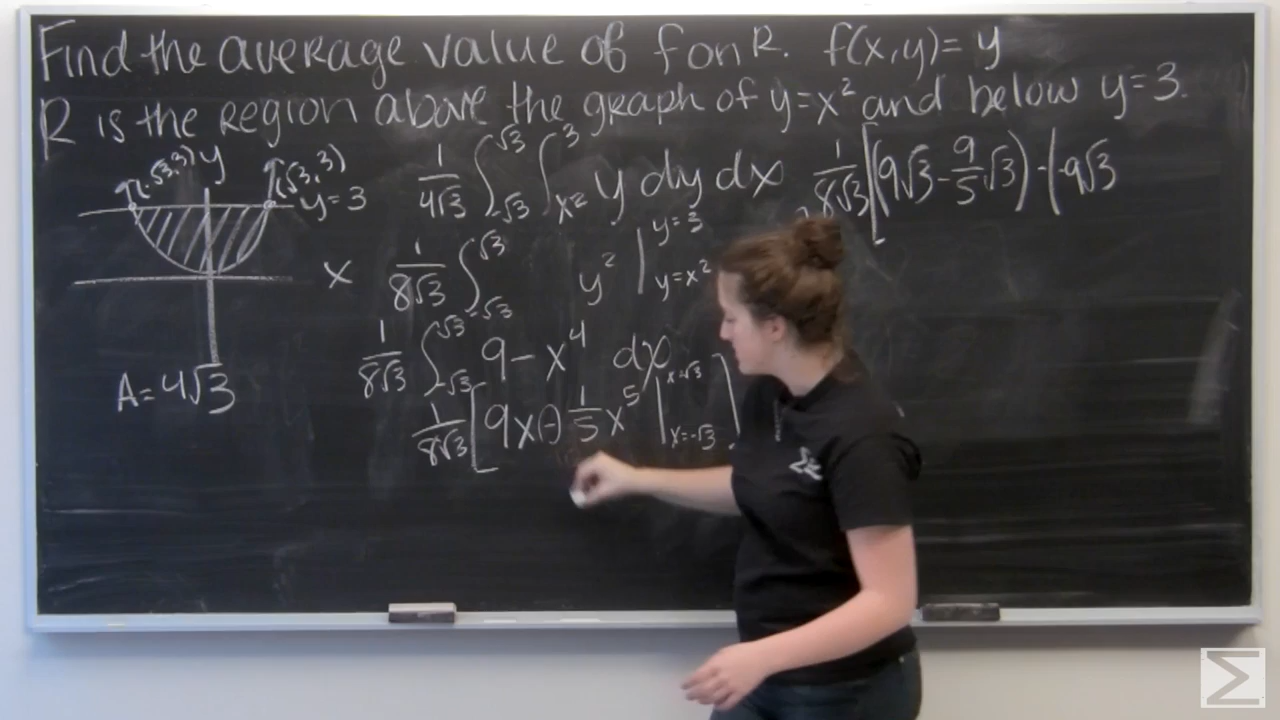 Find the average value of f on R. f(x,y)= y
R is the region above the graph of y=x² and below y=3.
(-√3,3) y (√3,3)
y=3
x
A=4√3
1/4√3 ∫_{-√3}^{√3} ∫_{x²}^{3} y dy dx
1/8√3 ∫_{-√3}^{√3} y² |_{y=x²}^{y=3}
1/8√3 ∫_{-√3}^{√3} 9-x⁴ dx
1/8√3 [9x - 1/5 x⁵ |_{x=-√3}^{x=√3}]
1/8√3 [(9√3 - 9/5 √3) - (-9√3
Σ